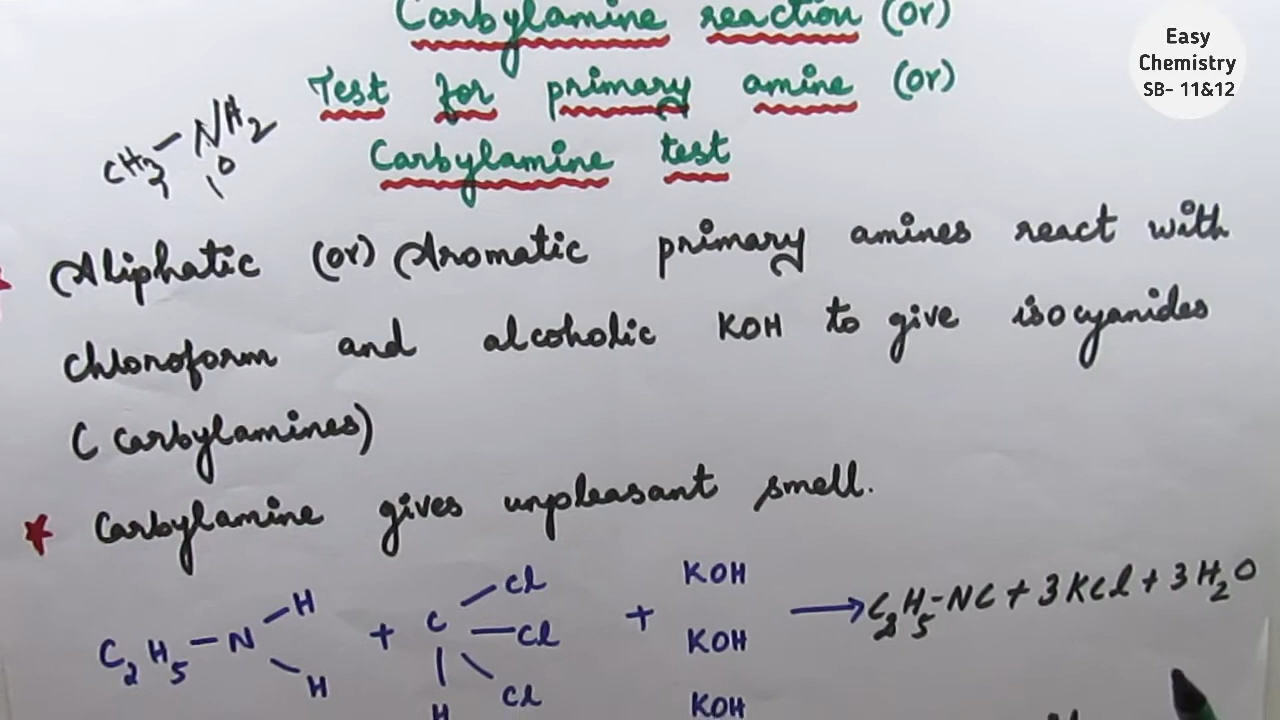 Carbylamine reaction (or)
Easy
Chemistry
SB- 11&12
Test for primary amine (or)
CH3 - NH2
1°
Carbylamine test
Aliphatic (or) Aromatic primary amines react with
chloroform and alcoholic KOH to give isocyanides
(Carbylamines)
* Carbylamine gives unpleasant smell.
C2H5 - N - H + C - Cl + KOH → C2H5-NC + 3KCl + 3H2O
H Cl KOH
H Cl KOH